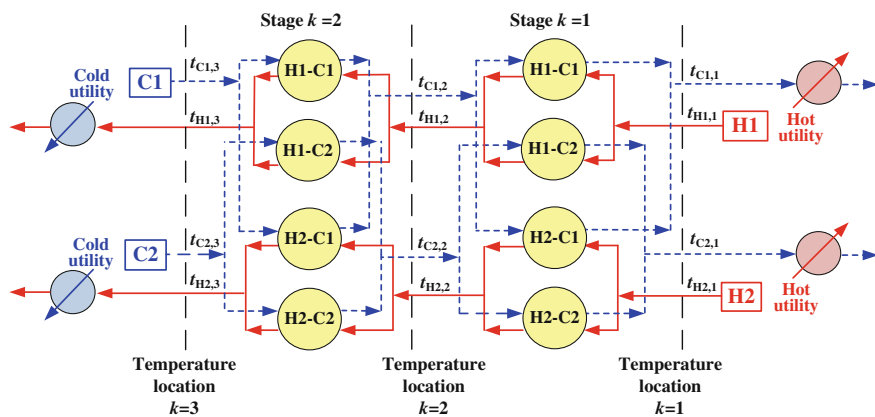 Stage k =2
Stage k =1
Cold
utility
C1
tC1,3
H1-C1
tC1,2
H1-C1
tC1,1
tH1,3
tH1,2
tH1,1
H1
Hot
utility
H1-C2
H1-C2
Cold
utility
C2
tC2,3
H2-C1
tC2,2
H2-C1
tC2,1
tH2,3
tH2,2
tH2,1
H2
Hot
utility
H2-C2
H2-C2
Temperature
location
k=3
Temperature
location
k=2
Temperature
location
k=1